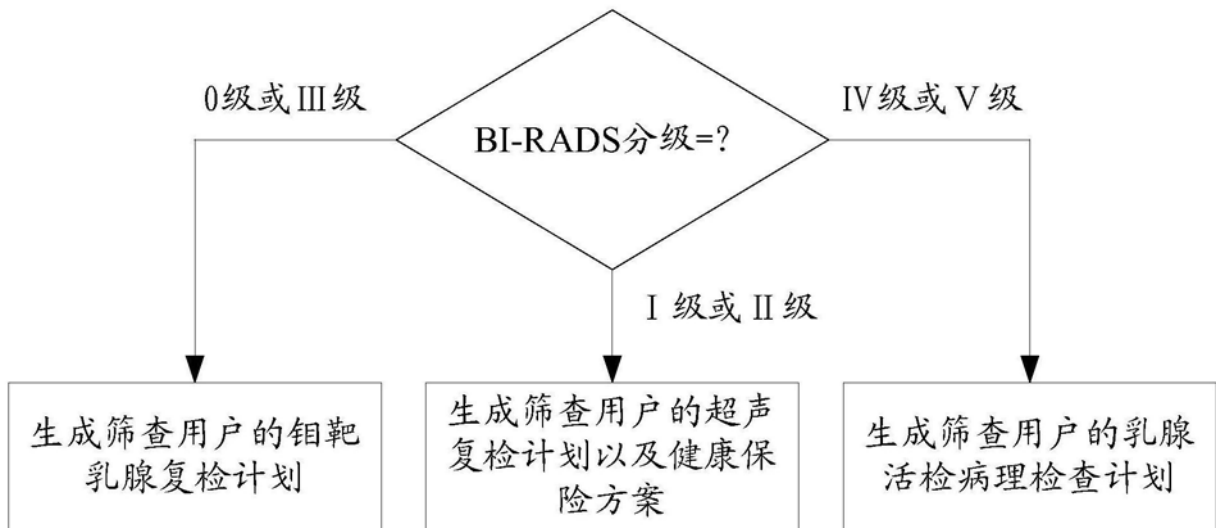 0级或Ⅲ级
Ⅳ级或Ⅴ级
BI-RADS分级=?
Ⅰ级或Ⅱ级
生成筛查用户的钼靶
乳腺复检计划
生成筛查用户的超声
复检计划以及健康保
险方案
生成筛查用户的乳腺
活检病理检查计划